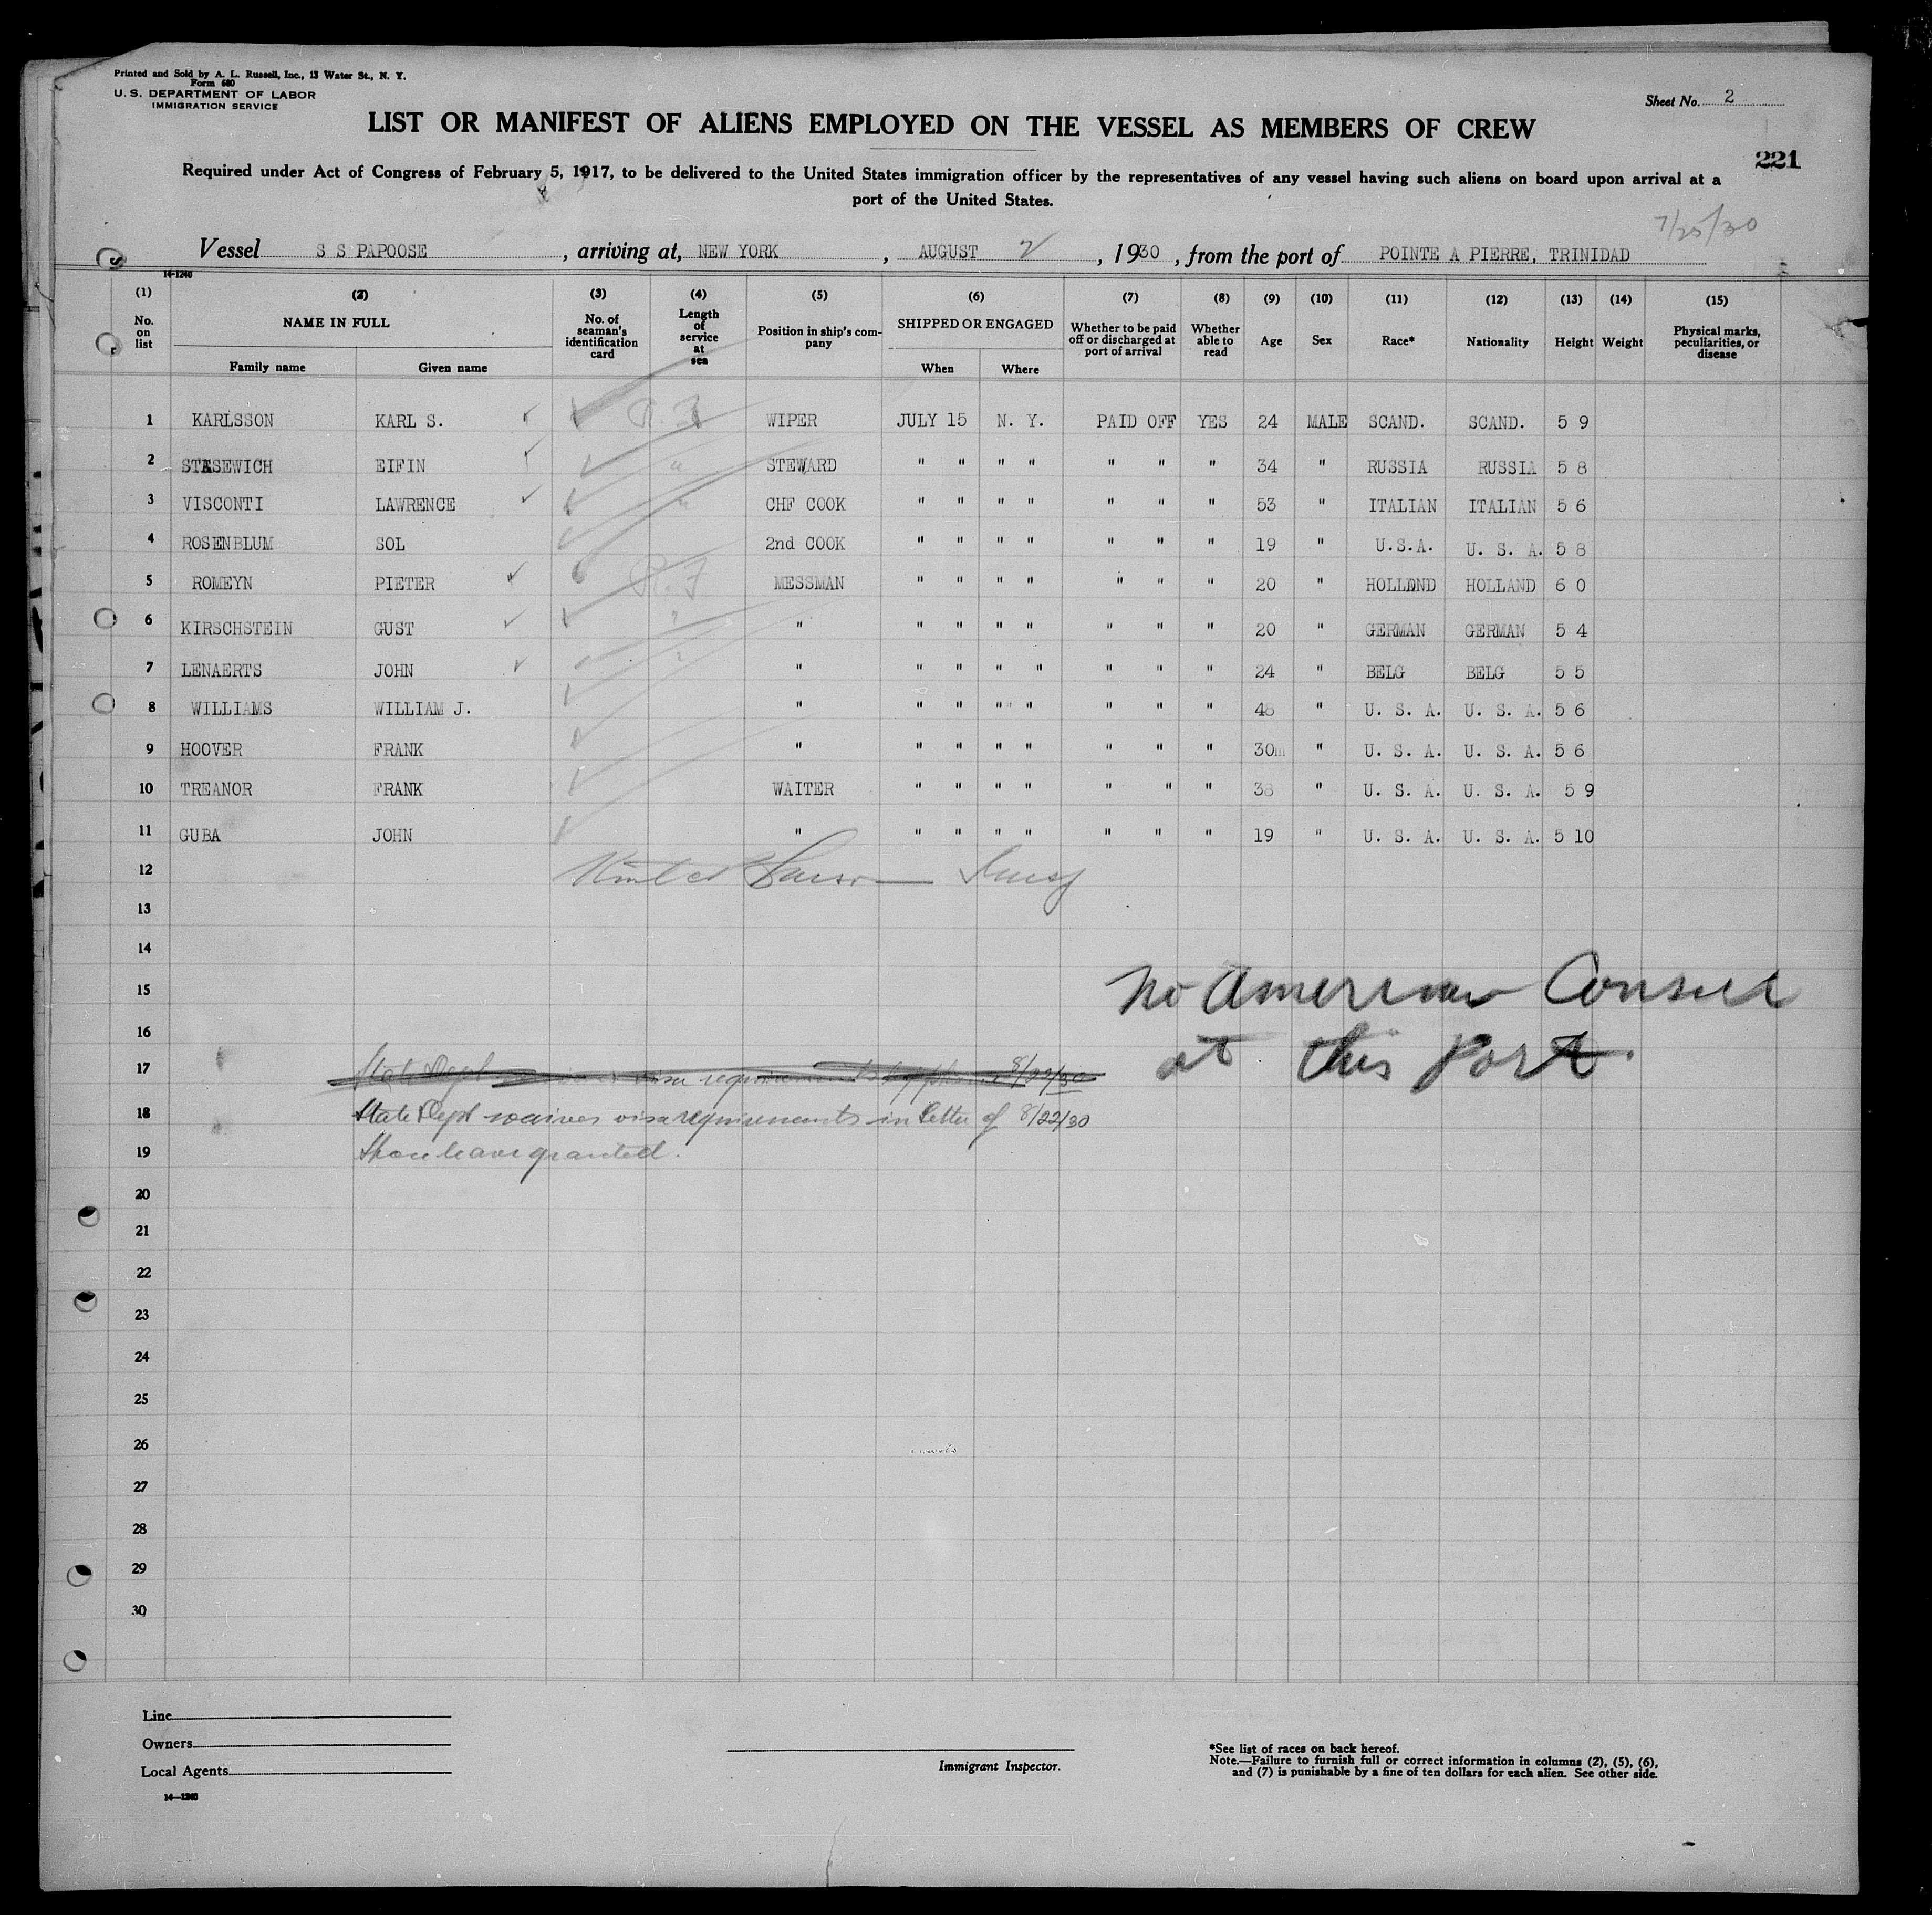 Printed and Sold by A. L. Russell, Inc., 13 Water St., N. Y.
Form 680
U. S. DEPARTMENT OF LABOR
IMMIGRATION SERVICE
Sheet No. 2
LIST OR MANIFEST OF ALIENS EMPLOYED ON THE VESSEL AS MEMBERS OF CREW
221
Required under Act of Congress of February 5, 1917, to be delivered to the United States immigration officer by the representatives of any vessel having such aliens on board upon arrival at a
port of the United States.
7/25/30
Vessel S S PAPOOSE, arriving at, NEW YORK, AUGUST 2, 1930, from the port of POINTE A PIERRE, TRINIDAD
14-1240
(1) (2) (3) (4) (5) (6) (7) (8) (9) (10) (11) (12) (13) (14) (15)
No. on list NAME IN FULL No. of seaman's identification card Length of service at sea Position in ship's company SHIPPED OR ENGAGED Whether to be paid off or discharged at port of arrival Whether able to read Age Sex Race* Nationality Height Weight Physical marks, peculiarities, or disease
Family name Given name When Where
1 KARLSSON KARL S. WIPER JULY 15 N. Y. PAID OFF YES 24 MALE SCAND. SCAND. 5 9
2 STASEWICH EIFIN STEWARD " " " " " " " 34 " RUSSIA RUSSIA 5 8
3 VISCONTI LAWRENCE CHF COOK " " " " " " " 53 " ITALIAN ITALIAN 5 6
4 ROSENBLUM SOL 2nd COOK " " " " " " " 19 " U.S.A. U. S. A. 5 8
5 ROMEYN PIETER MESSMAN " " " " " " " 20 " HOLLDND HOLLAND 6 0
6 KIRSCHSTEIN GUST " " " " " " " " 20 " GERMAN GERMAN 5 4
7 LENAERTS JOHN " " " " " " " " 24 " BELG BELG 5 5
8 WILLIAMS WILLIAM J. " " " " " " " " 48 " U. S. A. U. S. A. 5 6
9 HOOVER FRANK " " " " " " " " 30 " U. S. A. U. S. A. 5 6
10 TREANOR FRANK WAITER " " " " " " " 38 " U. S. A. U. S. A. 5 9
11 GUBA JOHN " " " " " " " " 19 " U. S. A. U. S. A. 5 10
12
13
14
15 No American Consul
16
at this Port.
17 State Dept visa requirements 8/22/30
18 State Dept waives visa requirements in letter of 8/22/30
19 Shore leave granted.
20
21
22
23
24
25
26
27
28
29
30
Line
Owners
Local Agents
14-1240
Immigrant Inspector.
*See list of races on back hereof.
Note.—Failure to furnish full or correct information in columns (2), (5), (6),
and (7) is punishable by a fine of ten dollars for each alien. See other side.